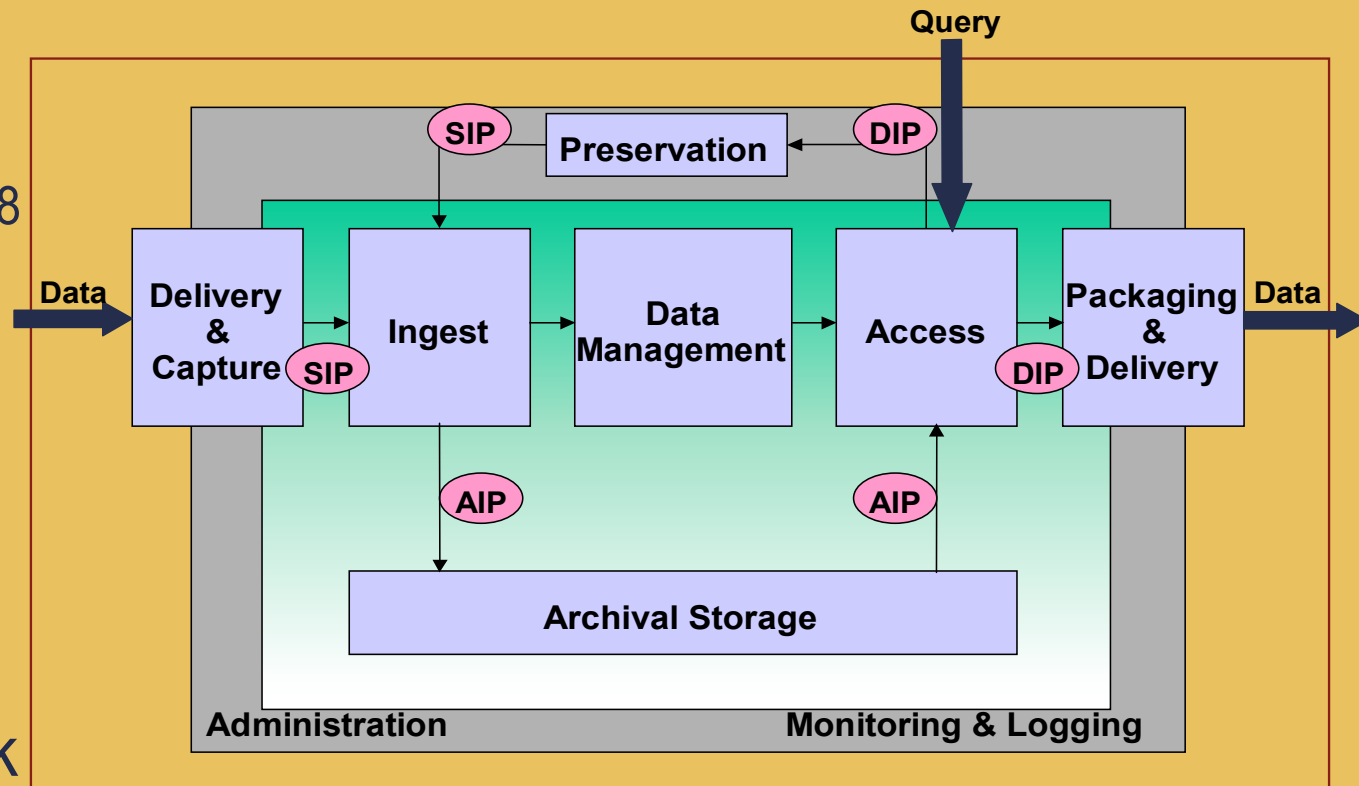 Query
SIP
Preservation
DIP
8
Data
Delivery
&
Capture
SIP
Ingest
Data
Management
Access
DIP
Packaging
&
Delivery
Data
AIP
AIP
Archival Storage
Administration
Monitoring & Logging
K